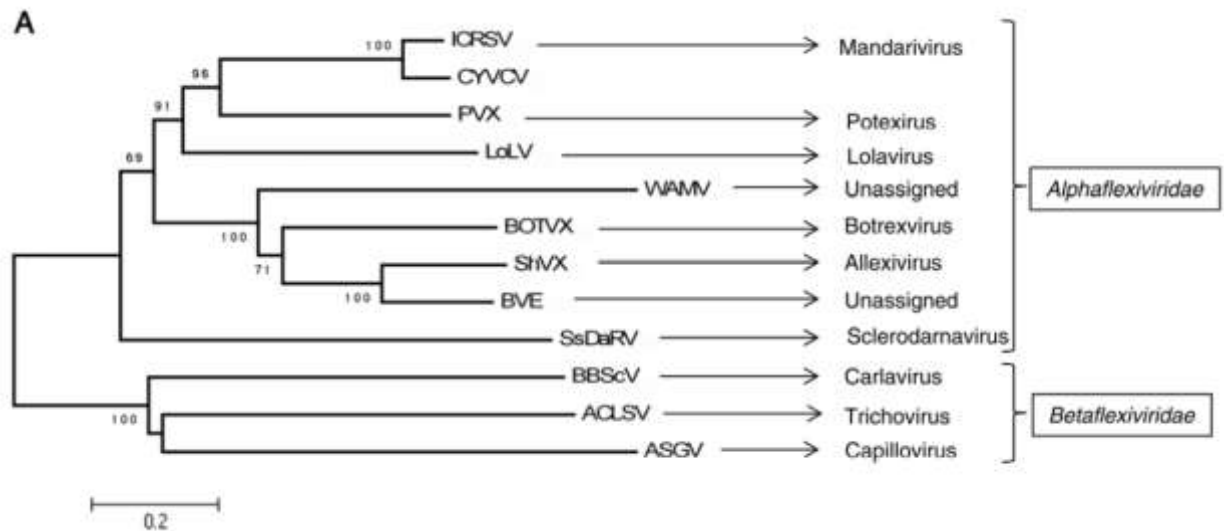 A
100 ICRSV Mandarivirus
CYVCV
96
PVX Potexirus
91
LoLV Lolavirus
69
WAMV Unassigned
Alphaflexiviridae
BOTVX Botrexvirus
100
ShVX Allexivirus
71
100 BVE Unassigned
SsDaRV Sclerodarnavirus
BBScV Carlavirus
100
ACLSV Trichovirus
Betaflexiviridae
ASGV Capillovirus
0.2